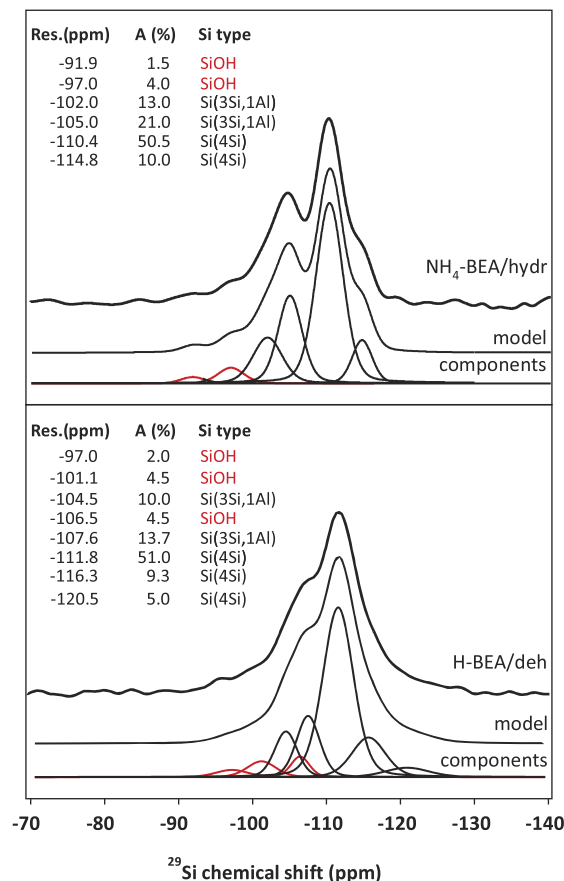 Res.(ppm) A (%) Si type
-91.9 1.5 SiOH
-97.0 4.0 SiOH
-102.0 13.0 Si(3Si,1Al)
-105.0 21.0 Si(3Si,1Al)
-110.4 50.5 Si(4Si)
-114.8 10.0 Si(4Si)
NH₄-BEA/hydr
model
components
Res.(ppm) A (%) Si type
-97.0 2.0 SiOH
-101.1 4.5 SiOH
-104.5 10.0 Si(3Si,1Al)
-106.5 4.5 SiOH
-107.6 13.7 Si(3Si,1Al)
-111.8 51.0 Si(4Si)
-116.3 9.3 Si(4Si)
-120.5 5.0 Si(4Si)
H-BEA/deh
model
components
-70 -80 -90 -100 -110 -120 -130 -140
²⁹Si chemical shift (ppm)